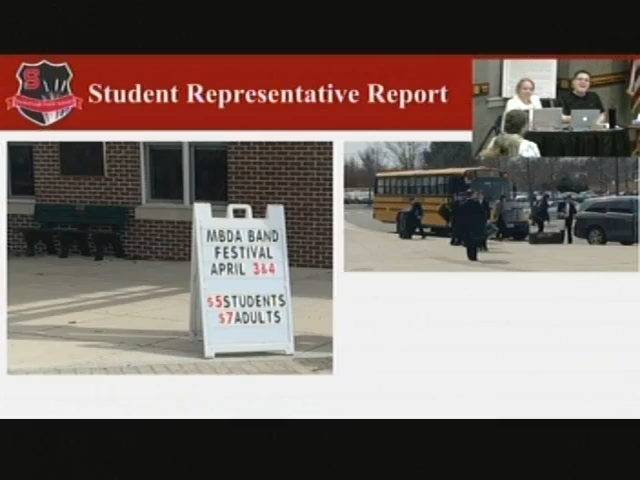 S
Student Representative Report
MBDA BAND
FESTIVAL
APRIL 3&4
$5STUDENTS
$7ADULTS